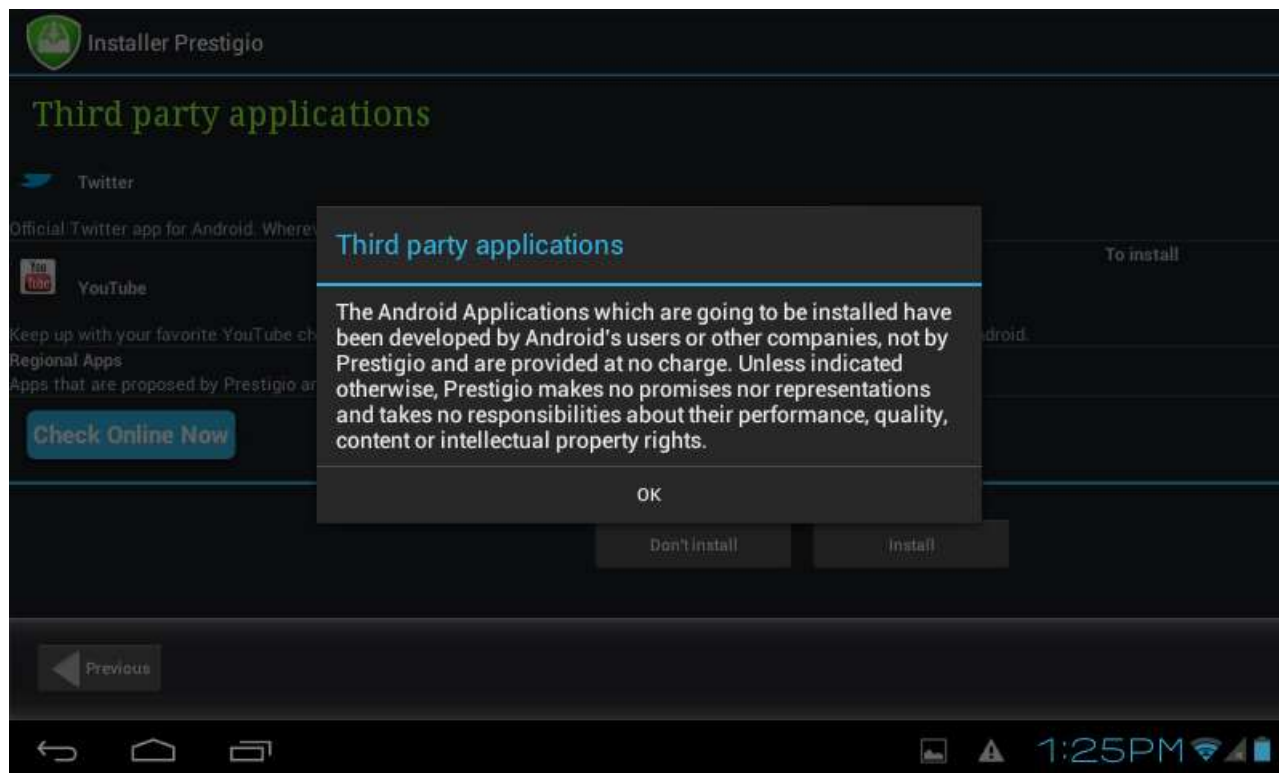 Installer Prestigio
Third party applications
Twitter
Official Twitter app for Android. Wherev
To install
You
Tube
YouTube
Keep up with your favorite YouTube ch
droid.
Regional Apps
Apps that are proposed by Prestigio an
Check Online Now
Third party applications
The Android Applications which are going to be installed have
been developed by Android's users or other companies, not by
Prestigio and are provided at no charge. Unless indicated
otherwise, Prestigio makes no promises nor representations
and takes no responsibilities about their performance, quality,
content or intellectual property rights.
OK
Don't install
Install
Previous
1:25PM